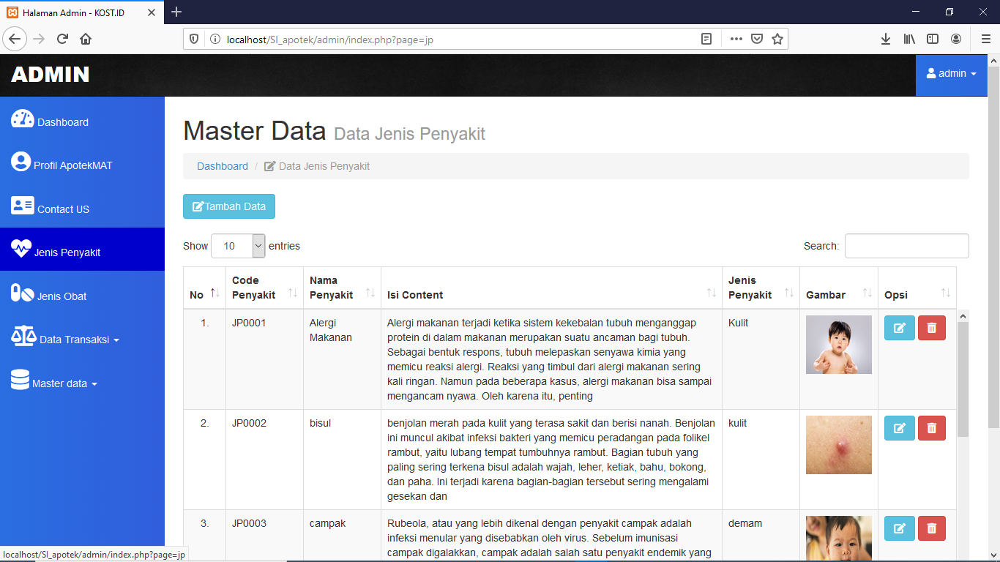 Halaman Admin - KOST.ID
localhost/SI_apotek/admin/index.php?page=jp
ADMIN
admin
Dashboard
Profil ApotekMAT
Contact US
Jenis Penyakit
Jenis Obat
Data Transaksi
Master data
Master Data Data Jenis Penyakit
Dashboard / Data Jenis Penyakit
Tambah Data
Show 10 entries
Search:
No
Code Penyakit
Nama Penyakit
Isi Content
Jenis Penyakit
Gambar
Opsi
1.
JP0001
Alergi
Makanan
Alergi makanan terjadi ketika sistem kekebalan tubuh menganggap
protein di dalam makanan merupakan suatu ancaman bagi tubuh.
Sebagai bentuk respons, tubuh melepaskan senyawa kimia yang
memicu reaksi alergi. Reaksi yang timbul dari alergi makanan sering
kali ringan. Namun pada beberapa kasus, alergi makanan bisa sampai
mengancam nyawa. Oleh karena itu, penting
Kulit
2.
JP0002
bisul
benjolan merah pada kulit yang terasa sakit dan berisi nanah. Benjolan
ini muncul akibat infeksi bakteri yang memicu peradangan pada folikel
rambut, yaitu lubang tempat tumbuhnya rambut. Bagian tubuh yang
paling sering terkena bisul adalah wajah, leher, ketiak, bahu, bokong,
dan paha. Ini terjadi karena bagian-bagian tersebut sering mengalami
gesekan dan
kulit
3.
JP0003
campak
Rubeola, atau yang lebih dikenal dengan penyakit campak adalah
infeksi menular yang disebabkan oleh virus. Sebelum imunisasi
campak digalakkan, campak adalah salah satu penyakit endemik yang
demam
localhost/SI_apotek/admin/index.php?page=jp